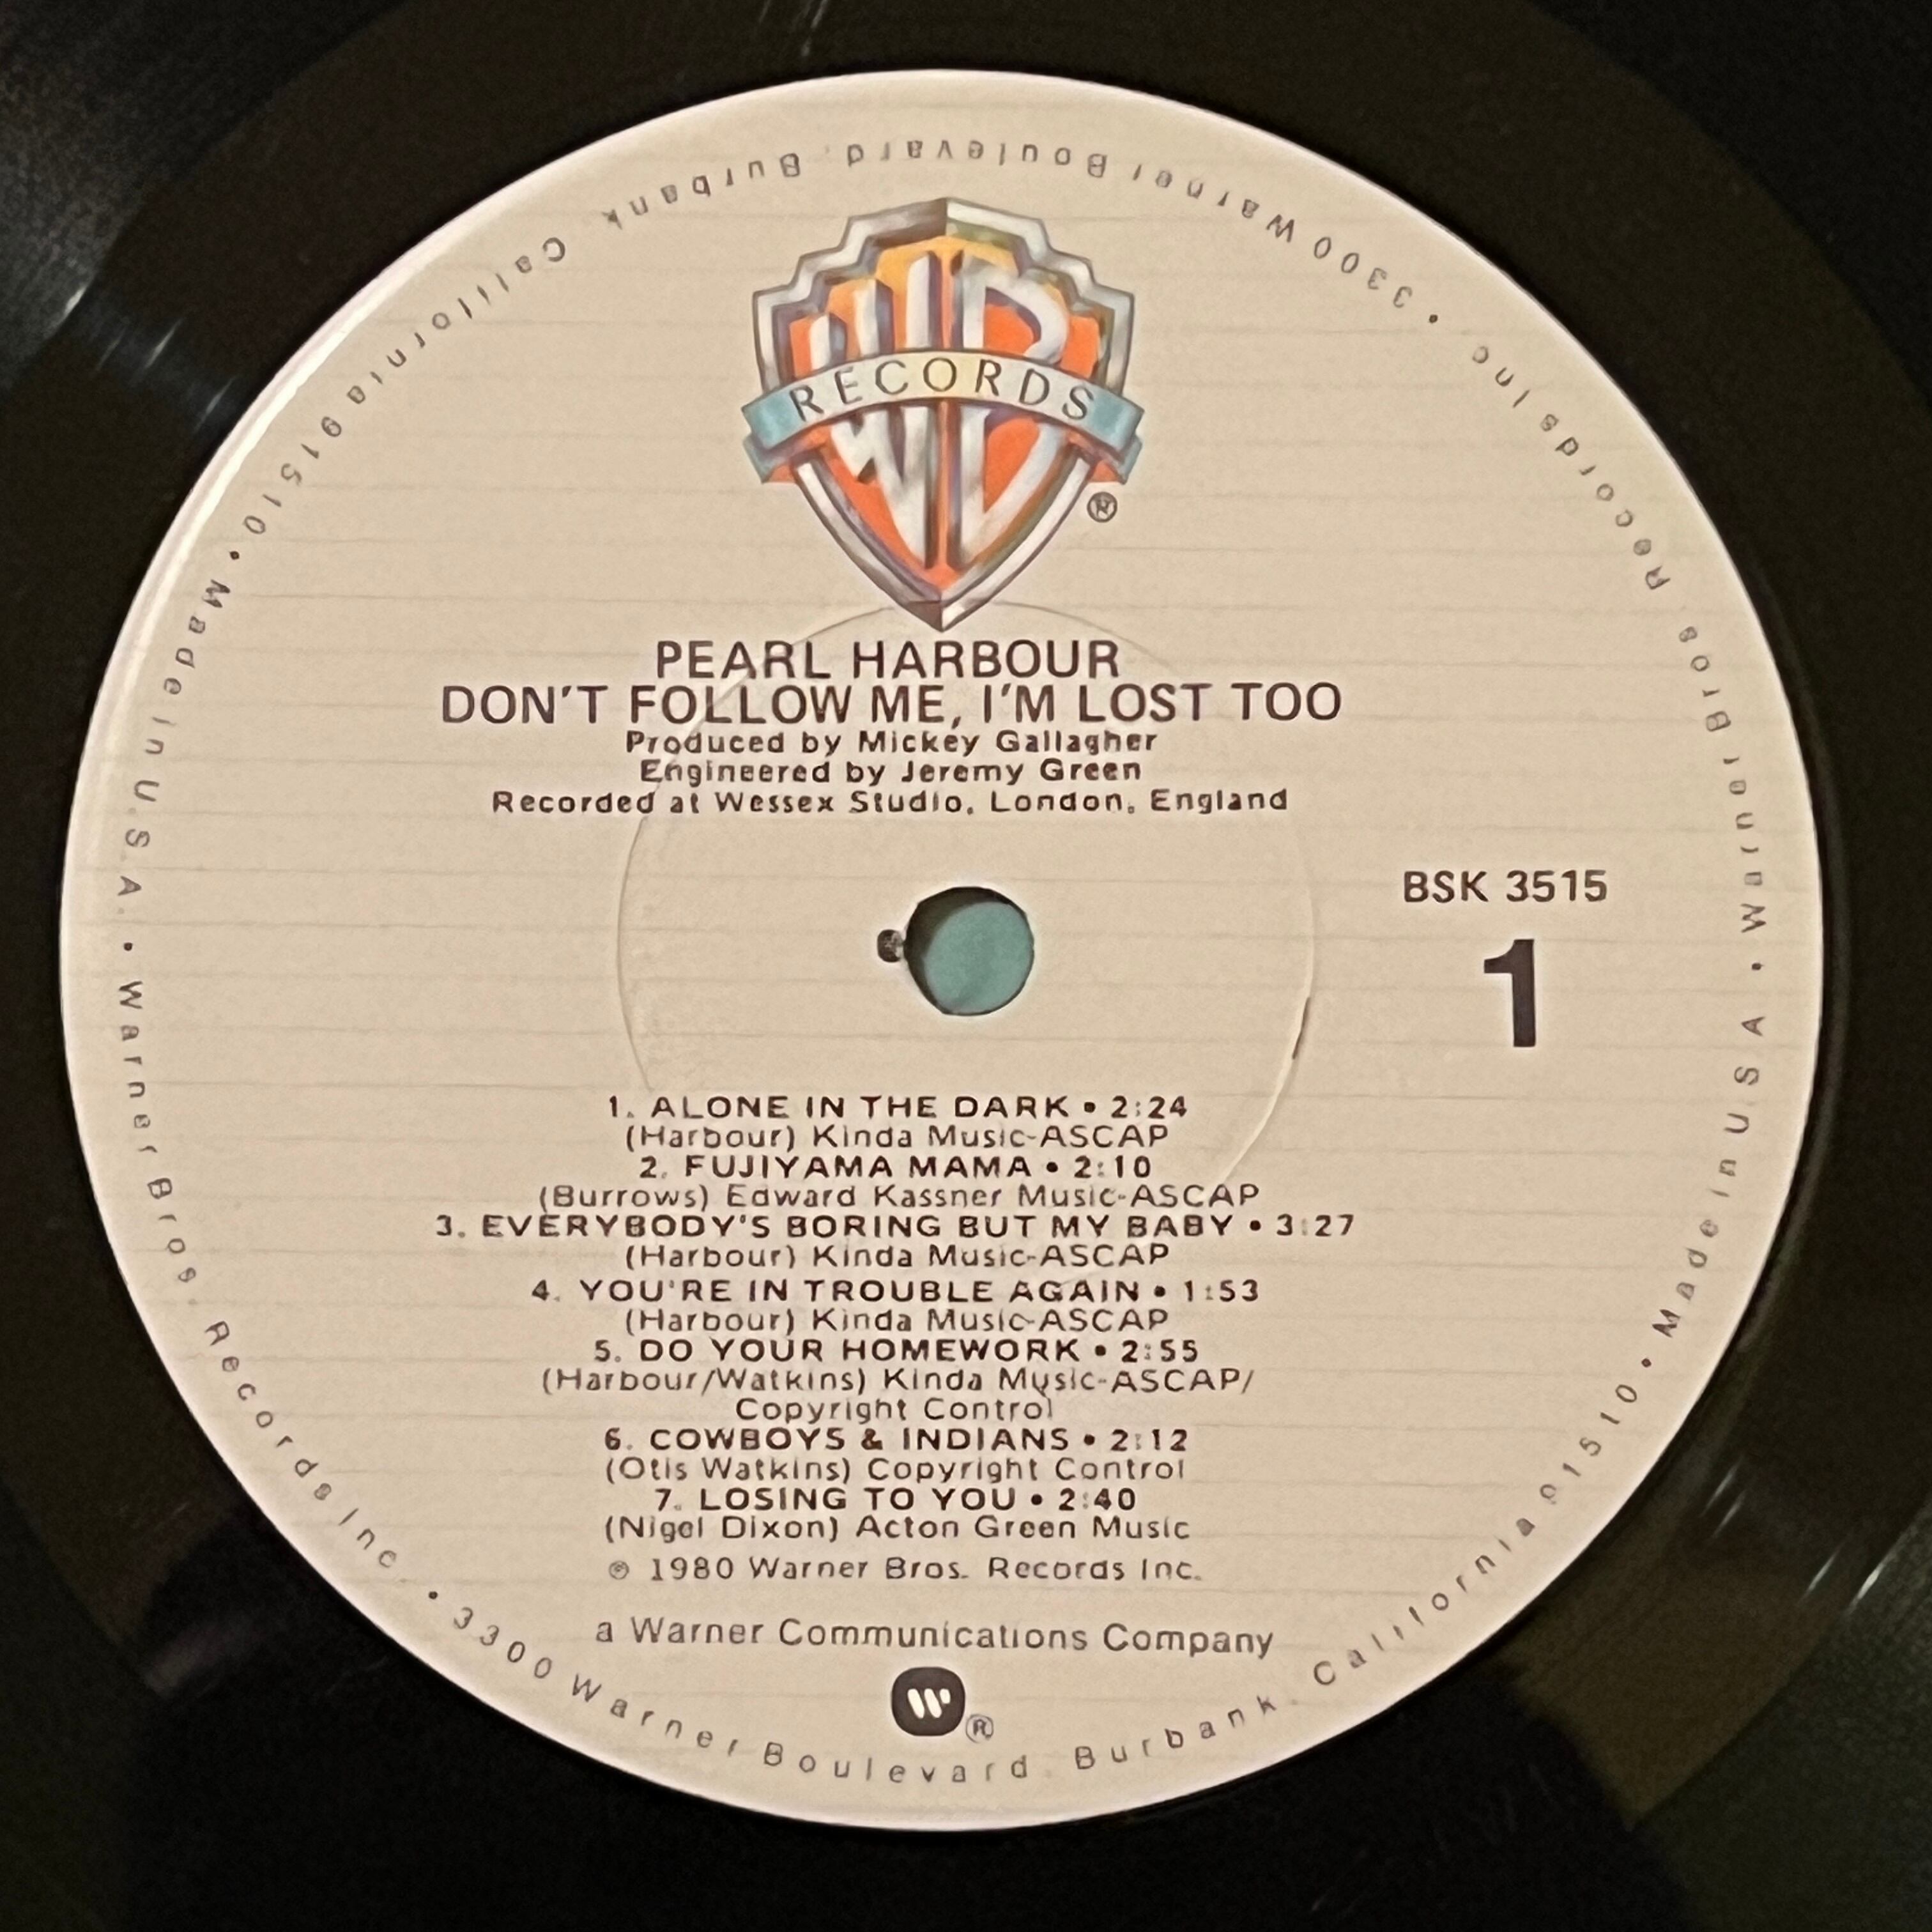 WB
RECORDS
®
PEARL HARBOUR
DON'T FOLLOW ME, I'M LOST TOO
Produced by Mickey Gallagher
Engineered by Jeremy Green
Recorded at Wessex Studio, London, England
BSK 3515
1
1. ALONE IN THE DARK • 2:24
(Harbour) Kinda Music-ASCAP
2. FUJIYAMA MAMA • 2:10
(Burrows) Edward Kassner Music-ASCAP
3. EVERYBODY'S BORING BUT MY BABY • 3:27
(Harbour) Kinda Music-ASCAP
4. YOU'RE IN TROUBLE AGAIN • 1:53
(Harbour) Kinda Music-ASCAP
5. DO YOUR HOMEWORK • 2:55
(Harbour/Watkins) Kinda Music-ASCAP/
Copyright Control
6. COWBOYS & INDIANS • 2:12
(Otis Watkins) Copyright Control
7. LOSING TO YOU • 2:40
(Nigel Dixon) Acton Green Music
℗ 1980 Warner Bros. Records Inc.
a Warner Communications Company
W ®
Warner Bros. Records Inc. • 3300 Warner Boulevard, Burbank, California 91510 • Made in U.S.A. •
Warner Bros. Records Inc. • 3300 Warner Boulevard, Burbank, California 91510 • Made in U.S.A. •